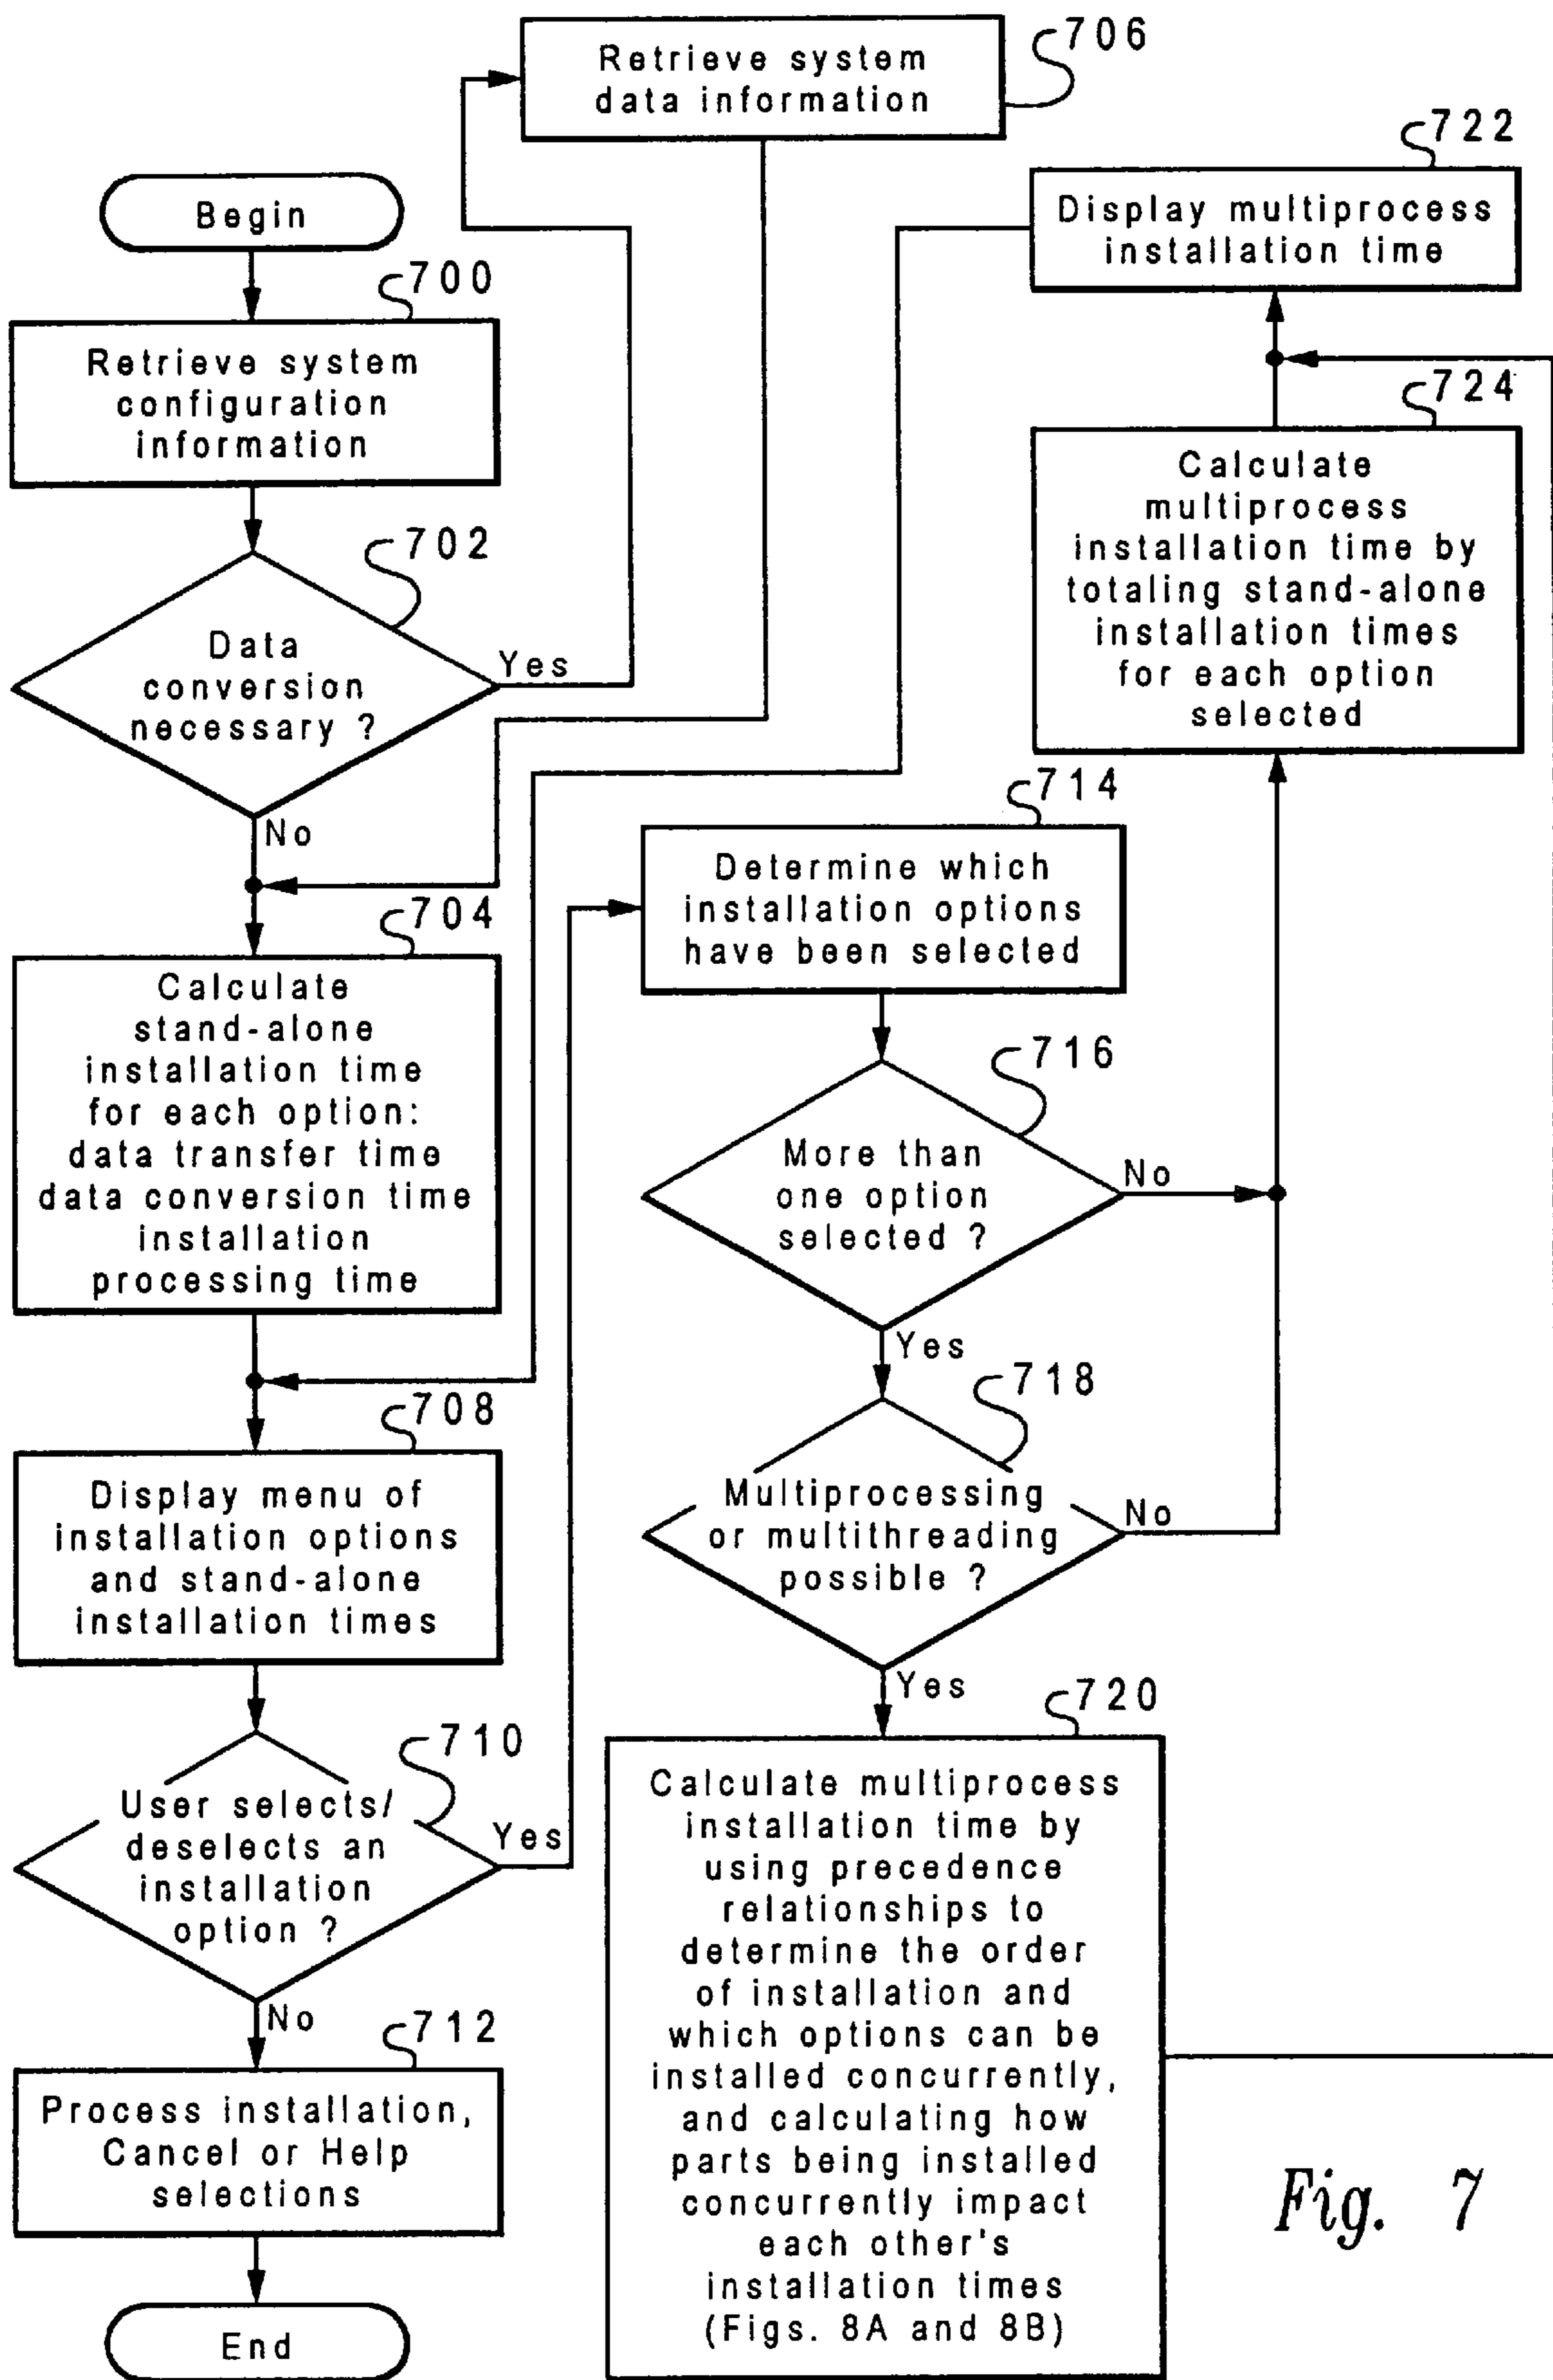 Retrieve system
data information
706
Begin
700
Retrieve system
configuration
information
702
Data
conversion
necessary ?
Yes
No
704
Calculate
stand-alone
installation time
for each option:
data transfer time
data conversion time
installation
processing time
708
Display menu of
installation options
and stand-alone
installation times
710
User selects/
deselects an
installation
option ?
Yes
No
712
Process installation,
Cancel or Help
selections
End
722
Display multiprocess
installation time
724
Calculate
multiprocess
installation time by
totaling stand-alone
installation times
for each option
selected
714
Determine which
installation options
have been selected
716
More than
one option
selected ?
No
Yes
718
Multiprocessing
or multithreading
possible ?
No
Yes
720
Calculate multiprocess
installation time by
using precedence
relationships to
determine the order
of installation and
which options can be
installed concurrently,
and calculating how
parts being installed
concurrently impact
each other's
installation times
(Figs. 8A and 8B)
Fig. 7